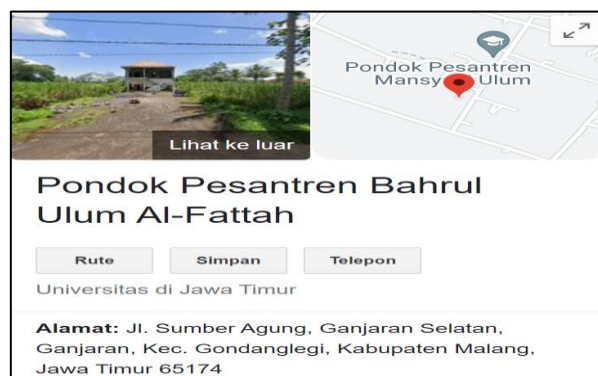 Lihat ke luar
Pondok Pesantren
Mansy Ulum
Pondok Pesantren Bahrul
Ulum Al-Fattah
Rute Simpan Telepon
Universitas di Jawa Timur
Alamat: Jl. Sumber Agung, Ganjaran Selatan,
Ganjaran, Kec. Gondanglegi, Kabupaten Malang,
Jawa Timur 65174